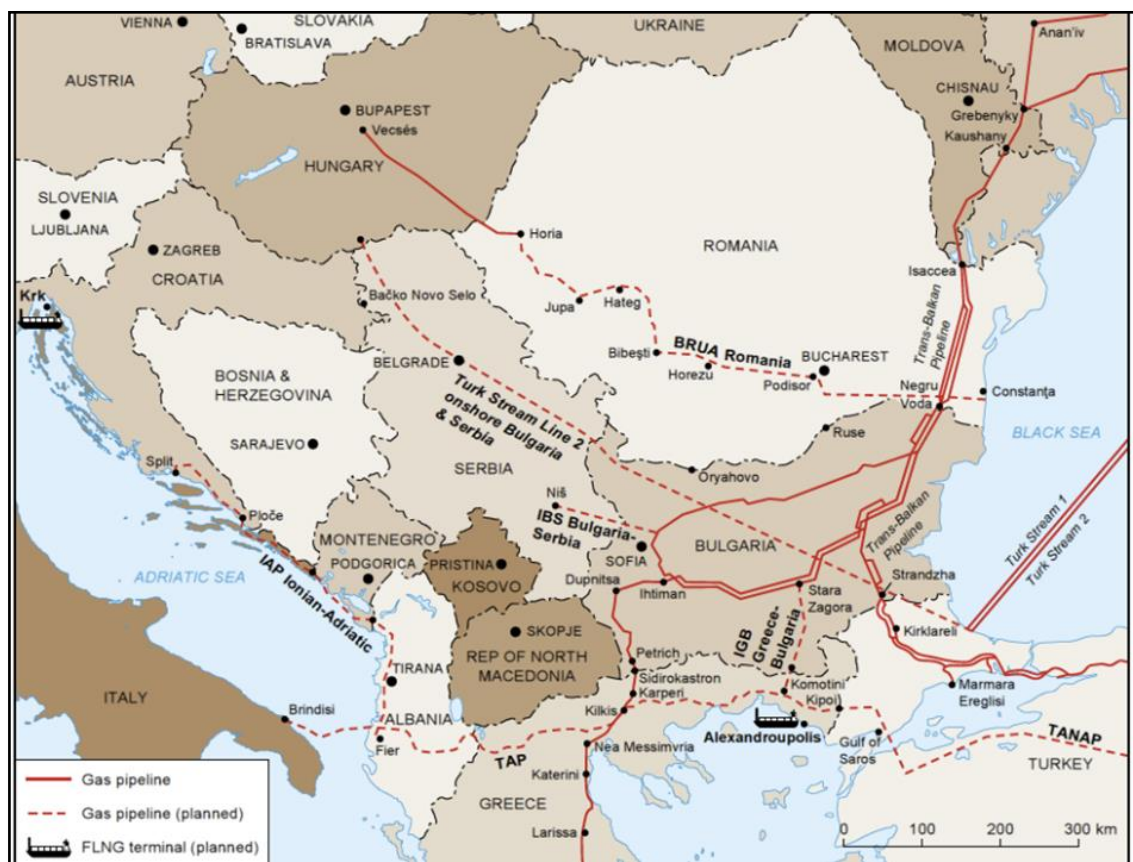 VIENNA
SLOVAKIA
BRATISLAVA
UKRAINE
MOLDOVA
Anan'iv
AUSTRIA
CHISNAU
Grebenyky
Kaushany
BUPAPEST
Vecsés
HUNGARY
SLOVENIA
LJUBLJANA
ZAGREB
CROATIA
Horia
ROMANIA
Isaccea
Krk
Bačko Novo Selo
Jupa
Hateg
Trans-Balkan
Pipeline
BELGRADE
Bibeşti
BRUA Romania
Horezu
BUCHAREST
Podisor
Negru
Voda
Constanţa
BOSNIA &
HERZEGOVINA
Turk Stream Line 2
onshore Bulgaria
& Serbia
Ruse
BLACK SEA
SARAJEVO
Split
SERBIA
Oryahovo
Niš
IBS Bulgaria-
Serbia
Ploče
SOFIA
BULGARIA
Trans-Balkan
Pipeline
Turk Stream 1
Turk Stream 2
MONTENEGRO
PODGORICA
PRISTINA
KOSOVO
ADRIATIC SEA
IAP Ionian-Adriatic
Dupnitsa
Ihtiman
Stara
Zagora
Strandzha
IGB
Greece-
Bulgaria
Kirklareli
SKOPJE
REP OF NORTH
MACEDONIA
Petrich
Sidirokastron
Karperi
TIRANA
ITALY
Brindisi
ALBANIA
Kilkis
Komotini
Kipoi
Marmara
Ereglisi
Fier
Alexandroupolis
Gulf of
Saros
TAP
Nea Messimvria
TANAP
TURKEY
Katerini
GREECE
Larissa
Gas pipeline
Gas pipeline (planned)
FLNG terminal (planned)
0 100 200 300 km